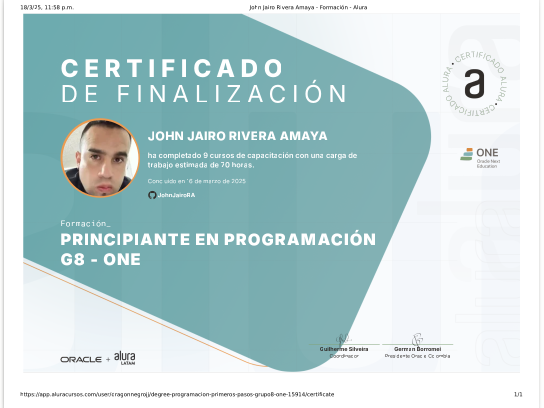 18/3/25, 11:58 p.m.
John Jairo Rivera Amaya - Formación - Alura
CERTIFICADO
DE FINALIZACIÓN
CERTIFICADO ALURA • CERTIFICADO ALURA •
a
JOHN JAIRO RIVERA AMAYA
ha completado 9 cursos de capacitación con una carga de
trabajo estimada de 70 horas.
Concluido en 18 de marzo de 2025
JohnJairoRA
ONE
Oracle Next
Education
Formación_
PRINCIPIANTE EN PROGRAMACIÓN
G8 - ONE
Guilherme Silveira
Coordinador
German Borromei
Presidente Oracle Colombia
ORACLE + alura
LATAM
https://app.aluracursos.com/user/dragonnegrojj/degree-programacion-primeros-pasos-grupo8-one-15914/certificate
1/1